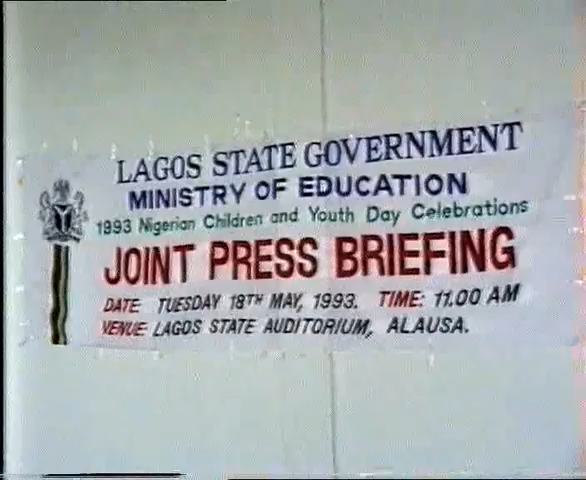 LAGOS STATE GOVERNMENT
MINISTRY OF EDUCATION
1993 Nigerian Children and Youth Day Celebrations
JOINT PRESS BRIEFING
DATE: TUESDAY 18TH MAY, 1993. TIME: 11.00 AM
VENUE: LAGOS STATE AUDITORIUM, ALAUSA.